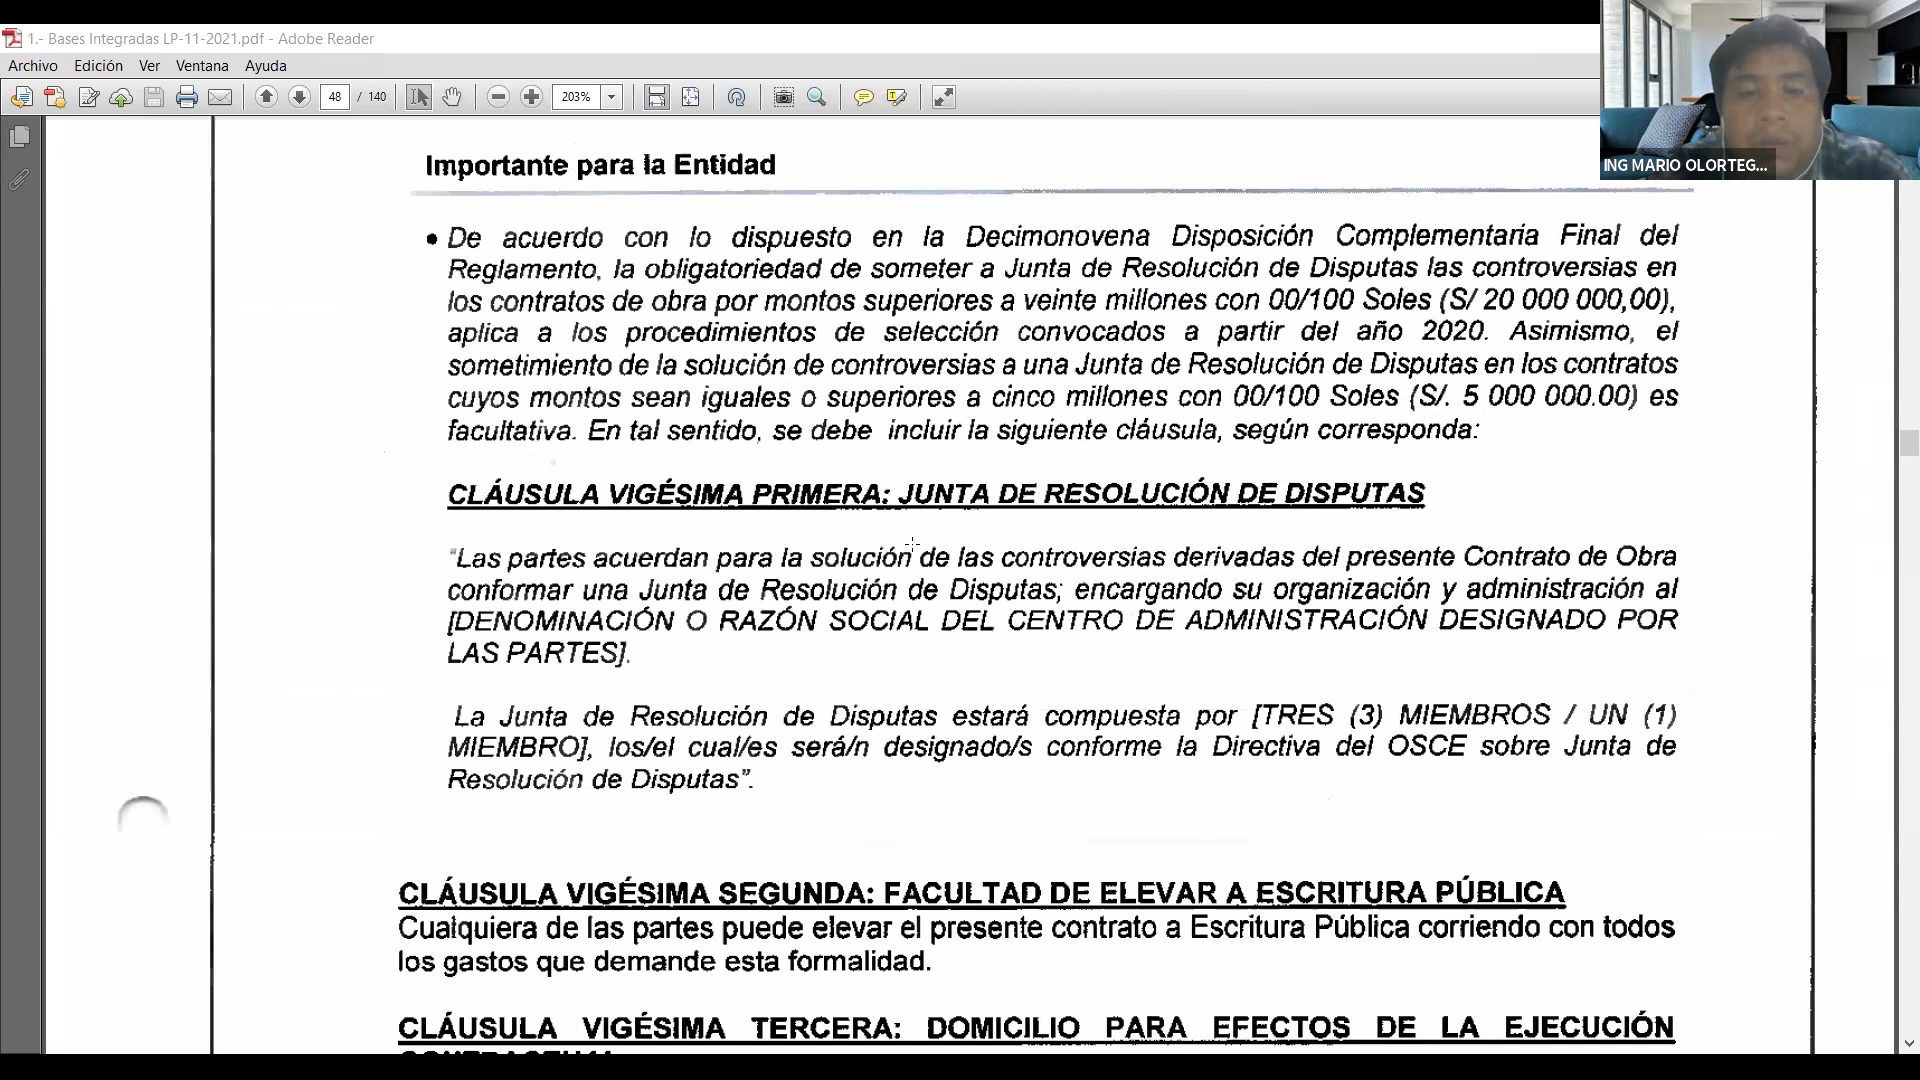 1.- Bases Integradas LP-11-2021.pdf - Adobe Reader
Archivo Edición Ver Ventana Ayuda
48 / 140 203%
ING MARIO OLORTEG...
Importante para la Entidad
• De acuerdo con lo dispuesto en la Decimonovena Disposición Complementaria Final del
Reglamento, la obligatoriedad de someter a Junta de Resolución de Disputas las controversias en
los contratos de obra por montos superiores a veinte millones con 00/100 Soles (S/ 20 000 000,00),
aplica a los procedimientos de selección convocados a partir del año 2020. Asimismo, el
sometimiento de la solución de controversias a una Junta de Resolución de Disputas en los contratos
cuyos montos sean iguales o superiores a cinco millones con 00/100 Soles (S/. 5 000 000.00) es
facultativa. En tal sentido, se debe incluir la siguiente cláusula, según corresponda:
CLÁUSULA VIGÉSIMA PRIMERA: JUNTA DE RESOLUCIÓN DE DISPUTAS
"Las partes acuerdan para la solución de las controversias derivadas del presente Contrato de Obra
conformar una Junta de Resolución de Disputas; encargando su organización y administración al
[DENOMINACIÓN O RAZÓN SOCIAL DEL CENTRO DE ADMINISTRACIÓN DESIGNADO POR
LAS PARTES].
La Junta de Resolución de Disputas estará compuesta por [TRES (3) MIEMBROS / UN (1)
MIEMBRO], los/el cual/es será/n designado/s conforme la Directiva del OSCE sobre Junta de
Resolución de Disputas".
CLÁUSULA VIGÉSIMA SEGUNDA: FACULTAD DE ELEVAR A ESCRITURA PÚBLICA
Cualquiera de las partes puede elevar el presente contrato a Escritura Pública corriendo con todos
los gastos que demande esta formalidad.
CLÁUSULA VIGÉSIMA TERCERA: DOMICILIO PARA EFECTOS DE LA EJECUCIÓN